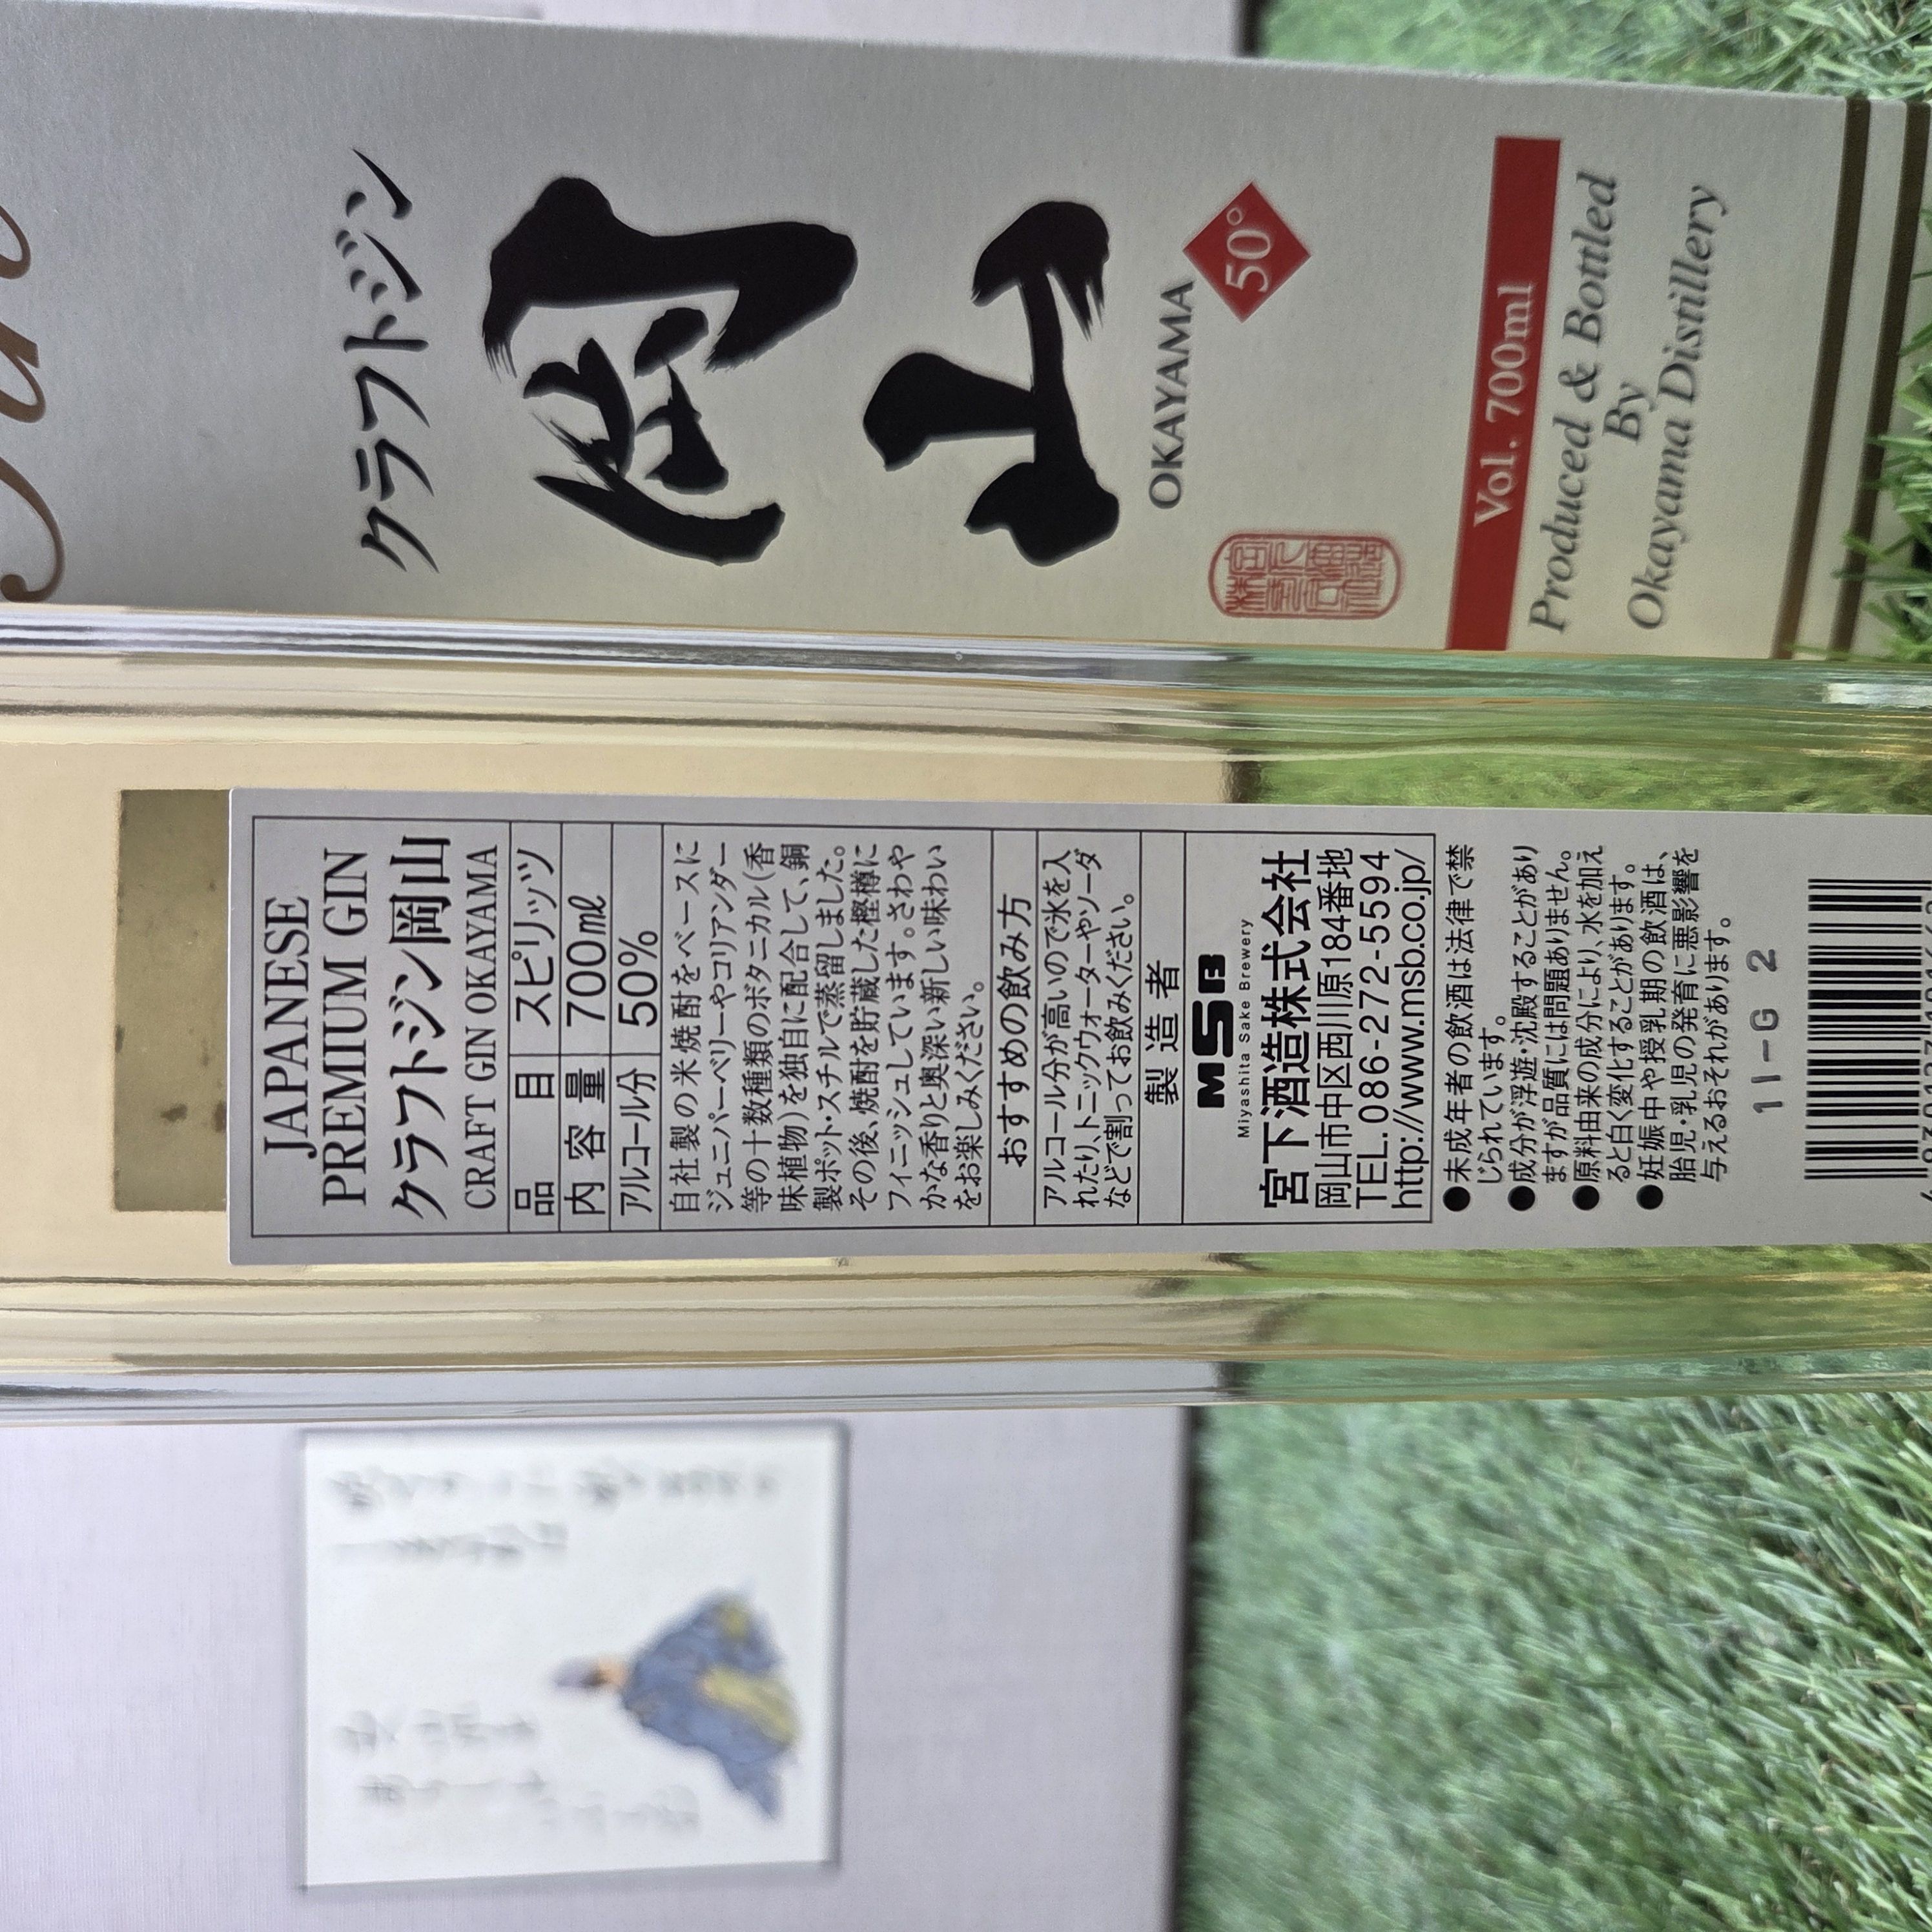 クラフトジン
岡山
OKAYAMA
50°
Vol. 700ml
Produced & Bottled
By
Okayama Distillery
JAPANESE
PREMIUM GIN
クラフトジン岡山
CRAFT GIN OKAYAMA
品目 スピリッツ
内容量 700㎖
アルコール分 50%
自社製の米焼酎をベースに
ジュニパーベリーやコリアンダー
等の十数種類のボタニカル(香
味植物)を独自に配合して、銅
製ポット・スチルで蒸留しました。
その後、焼酎を貯蔵した樫樽に
フィニッシュしています。さわや
かな香りと奥深い新しい味わい
をお楽しみください。
おすすめの飲み方
アルコール分が高いので氷を入
れたり、トニックウォーターやソーダ
などで割ってお飲みください。
製造者
MSB
Miyashita Sake Brewery
宮下酒造株式会社
岡山市中区西川原184番地
TEL.086-272-5594
http://www.msb.co.jp/
●未成年者の飲酒は法律で禁
じられています。
●成分が浮遊・沈殿することがあり
ますが品質には問題ありません。
●原料由来の成分により、水を加え
ると白く変化することがあります。
●妊娠中や授乳期の飲酒は、
胎児・乳児の発育に悪影響を
与えるおそれがあります。
11-G 2